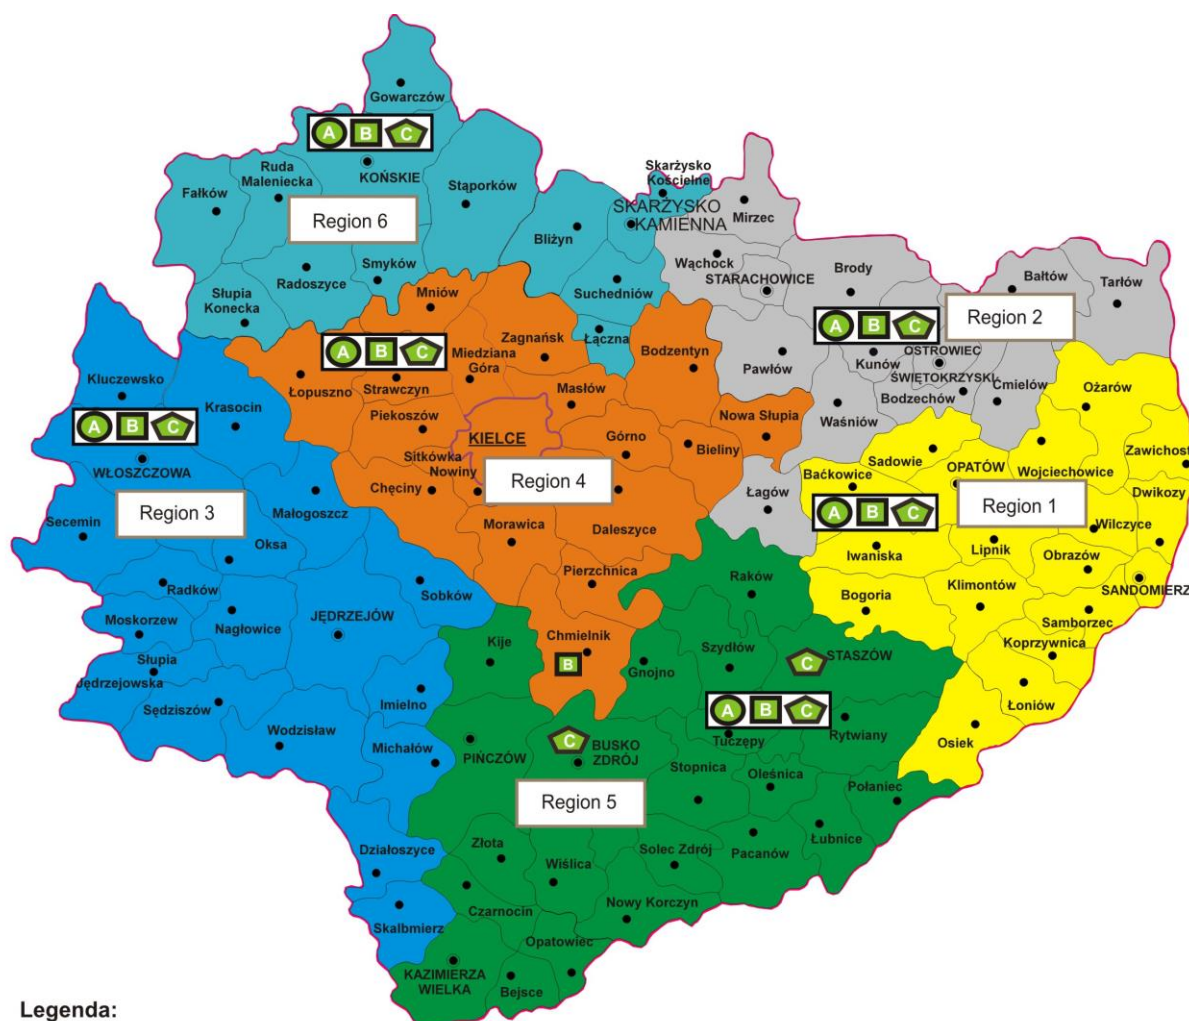 Gowarczów
A B C
KOŃSKIE
Ruda
Maleniecka
Fałków
Stąporków
Region 6
Smyków
Radoszyce
Słupia
Konecka
Skarżysko
Kościelne
SKARŻYSKO
KAMIENNA
Bliżyn
Suchedniów
Łączna
Mirzec
Wąchock
STARACHOWICE
Brody
Bałtów
Tarłów
A B C
Region 2
Kunów
OSTROWIEC
ŚWIĘTOKRZYSKI
Bodzechów
Ćmielów
Pawłów
Waśniów
Łagów
Mniów
Zagnańsk
A B C
Miedziana
Góra
Strawczyn
Łopuszno
Bodzentyn
Masłów
Piekoszów
KIELCE
Górno
Nowa Słupia
Bieliny
Sitkówka
Nowiny
Region 4
Chęciny
Morawica
Daleszyce
Pierzchnica
Chmielnik
B
Kluczewsko
Krasocin
A B C
WŁOSZCZOWA
Region 3
Małogoszcz
Secemin
Oksa
Radków
Sobków
Moskorzew
Nagłowice
JĘDRZEJÓW
Słupia
Jędrzejowska
Sędziszów
Imielno
Wodzisław
Michałów
Działoszyce
Skalbmierz
Ożarów
Zawichost
Sadowie
OPATÓW
Wojciechowice
Baćkowice
Dwikozy
A B C
Region 1
Wilczyce
Iwaniska
Lipnik
Obrazów
Klimontów
SANDOMIERZ
Bogoria
Samborzec
Koprzywnica
Łoniów
Osiek
Raków
Kije
Szydłów
C
STASZÓW
Gnojno
A B C
Tuczępy
Rytwiany
PIŃCZÓW
C
BUSKO
ZDRÓJ
Stopnica
Oleśnica
Połaniec
Region 5
Łubnice
Pacanów
Solec Zdrój
Złota
Wiślica
Czarnocin
Nowy Korczyn
Opatowiec
KAZIMIERZA
WIELKA
Bejsce
Legenda: